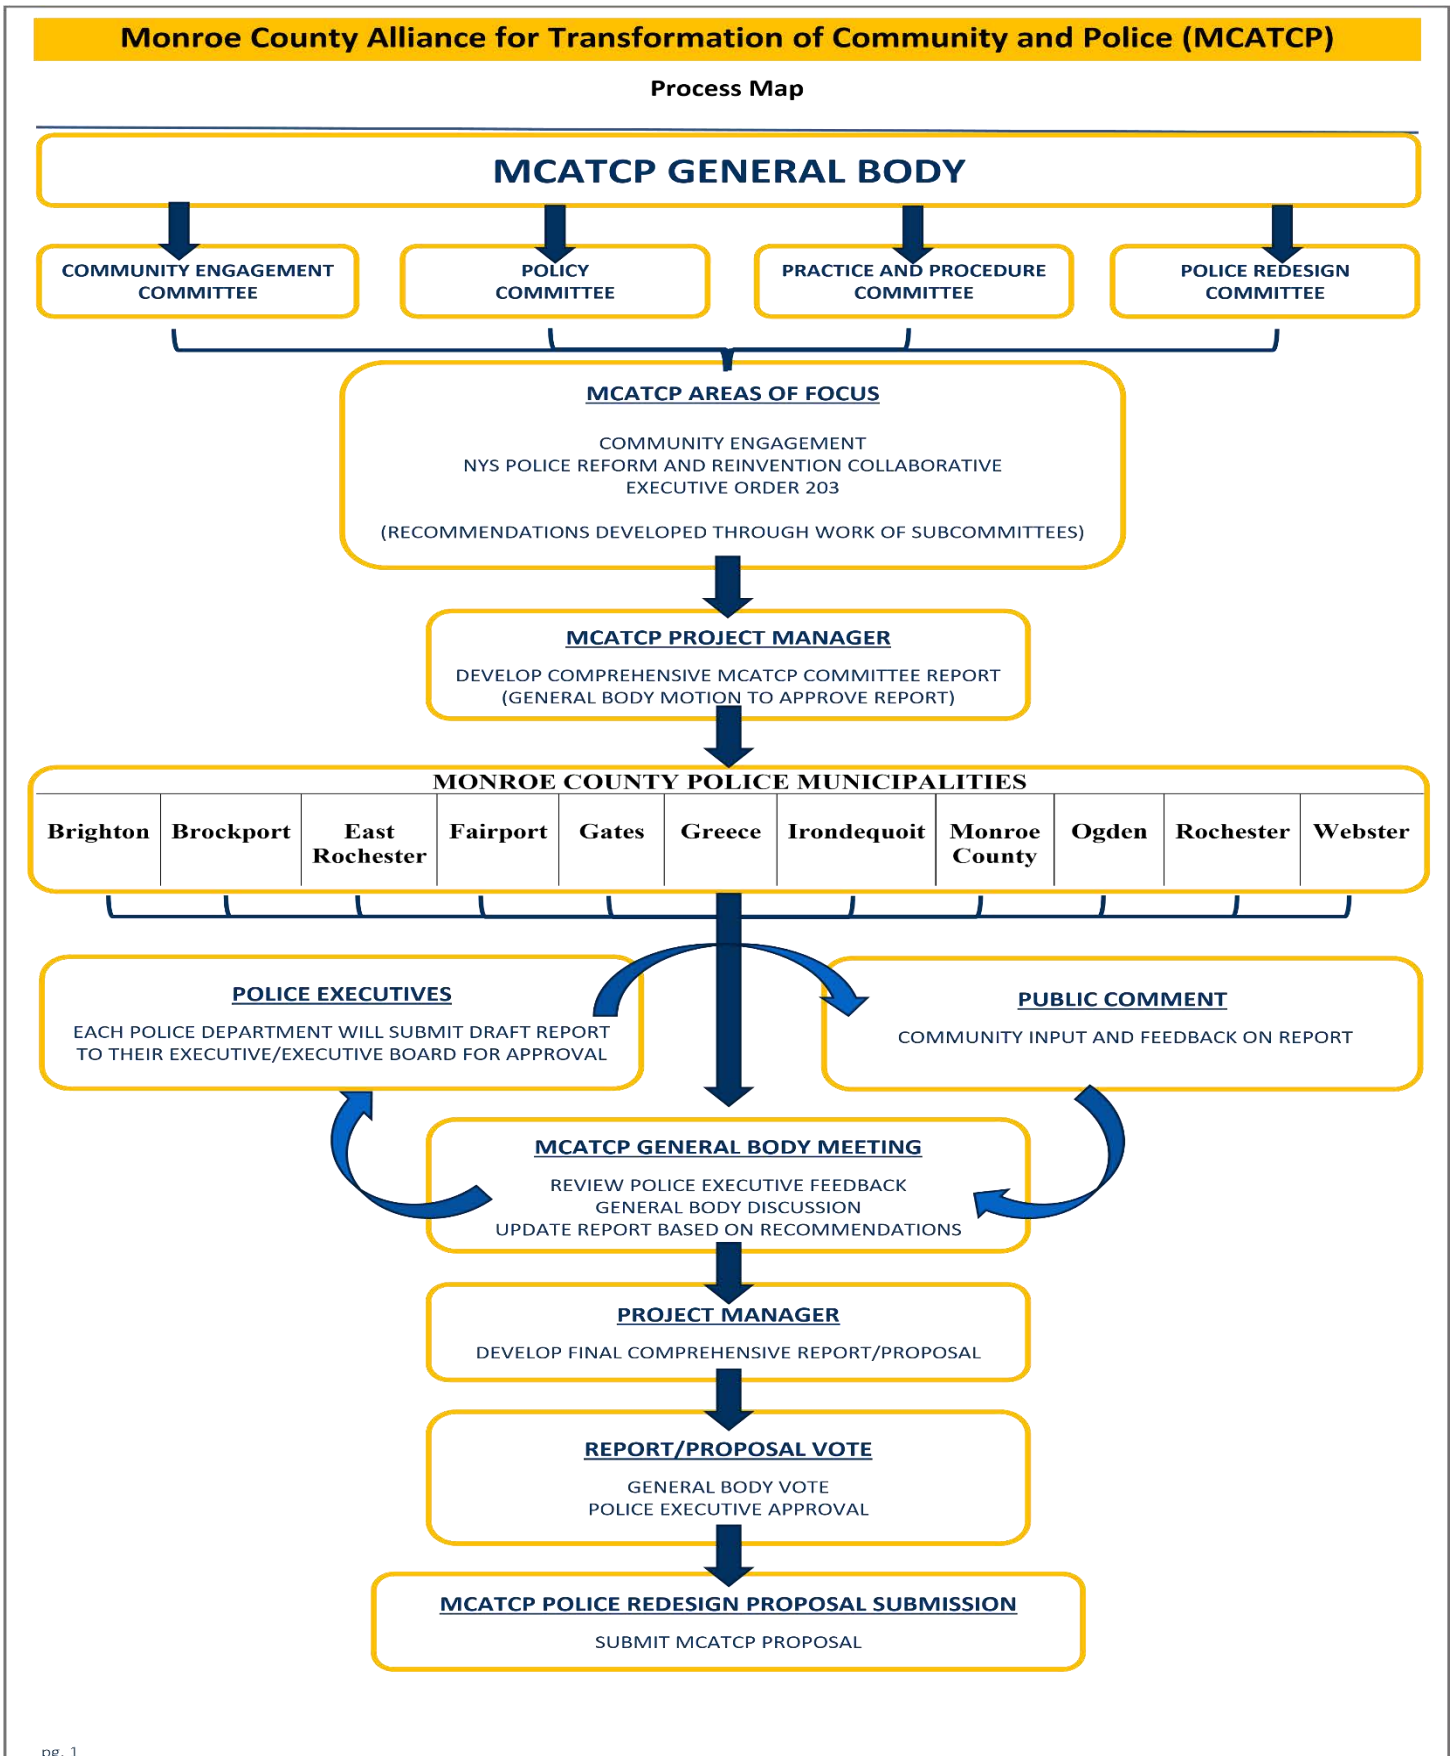 Monroe County Alliance for Transformation of Community and Police (MCATCP)
Process Map
MCATCP GENERAL BODY
COMMUNITY ENGAGEMENT
COMMITTEE
POLICY
COMMITTEE
PRACTICE AND PROCEDURE
COMMITTEE
POLICE REDESIGN
COMMITTEE
MCATCP AREAS OF FOCUS
COMMUNITY ENGAGEMENT
NYS POLICE REFORM AND REINVENTION COLLABORATIVE
EXECUTIVE ORDER 203
(RECOMMENDATIONS DEVELOPED THROUGH WORK OF SUBCOMMITTEES)
MCATCP PROJECT MANAGER
DEVELOP COMPREHENSIVE MCATCP COMMITTEE REPORT
(GENERAL BODY MOTION TO APPROVE REPORT)
MONROE COUNTY POLICE MUNICIPALITIES
Brighton
Brockport
East
Rochester
Fairport
Gates
Greece
Irondequoit
Monroe
County
Ogden
Rochester
Webster
POLICE EXECUTIVES
EACH POLICE DEPARTMENT WILL SUBMIT DRAFT REPORT
TO THEIR EXECUTIVE/EXECUTIVE BOARD FOR APPROVAL
PUBLIC COMMENT
COMMUNITY INPUT AND FEEDBACK ON REPORT
MCATCP GENERAL BODY MEETING
REVIEW POLICE EXECUTIVE FEEDBACK
GENERAL BODY DISCUSSION
UPDATE REPORT BASED ON RECOMMENDATIONS
PROJECT MANAGER
DEVELOP FINAL COMPREHENSIVE REPORT/PROPOSAL
REPORT/PROPOSAL VOTE
GENERAL BODY VOTE
POLICE EXECUTIVE APPROVAL
MCATCP POLICE REDESIGN PROPOSAL SUBMISSION
SUBMIT MCATCP PROPOSAL
pg. 1